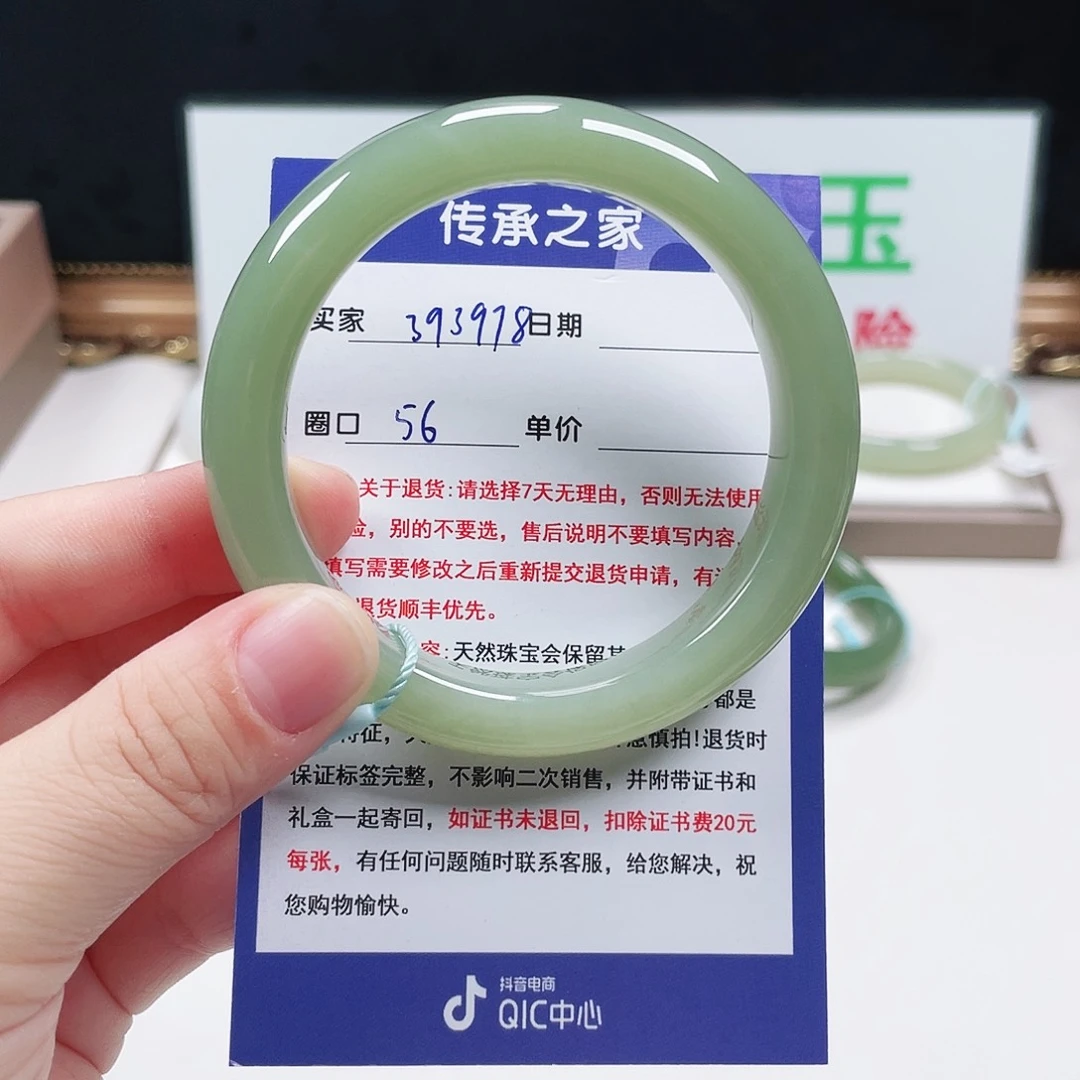 传承之家
玉
险
买家 393978 日期
圈口 56 单价
关于退货:请选择7天无理由，否则无法使用
险，别的不要选，售后说明不要填写内容
填写需要修改之后重新提交退货申请，有
退货顺丰优先。
容:天然珠宝会保留其
都是
特征，
慎拍!退货时
保证标签完整，不影响二次销售，并附带证书和
礼盒一起寄回，如证书未退回，扣除证书费20元
每张，有任何问题随时联系客服，给您解决，祝
您购物愉快。
抖音电商
QIC中心